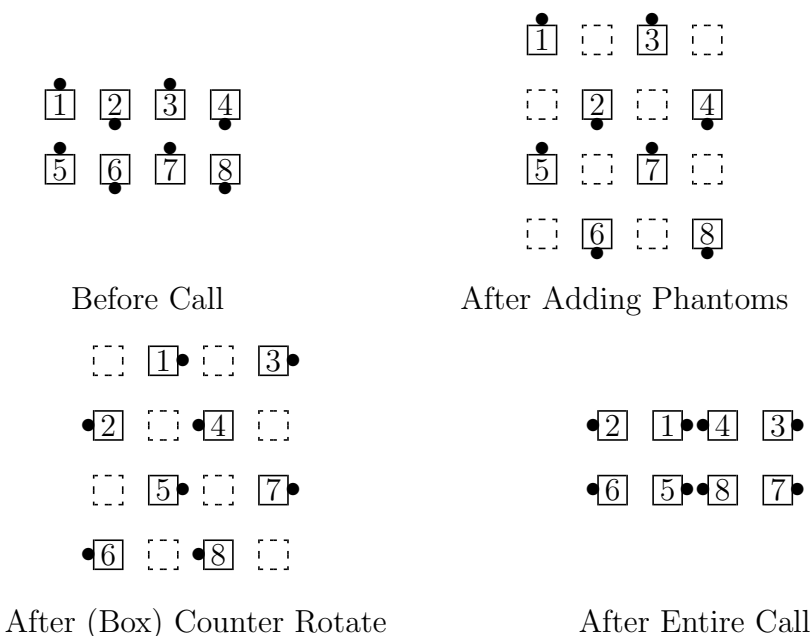 1 2 3 4
5 6 7 8
Before Call
1 3
2 4
5 7
6 8
After Adding Phantoms
1 3
2 4
5 7
6 8
After (Box) Counter Rotate
2 1 4 3
6 5 8 7
After Entire Call